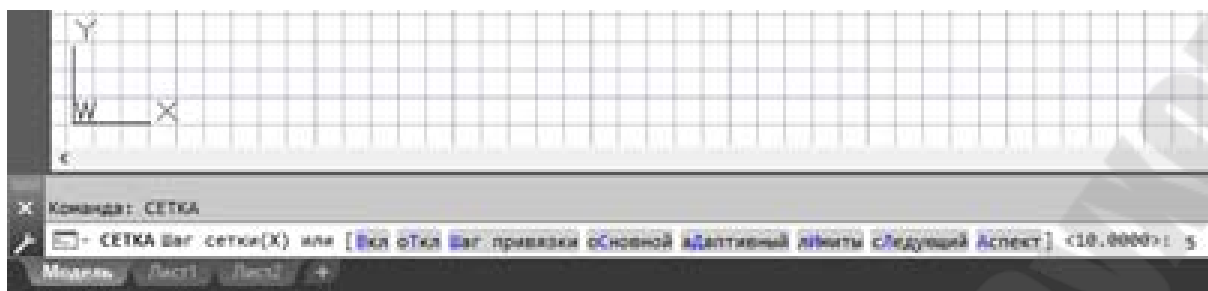 Y
W X
Команда: СЕТКА
СЕТКА Шаг сетки(X) или [Вкл оТкл Шаг привязки оСновной аДаптивный лИмиты сЛедующий Аспект] <10.0000>: 5
Модель Лист1 Лист2 +